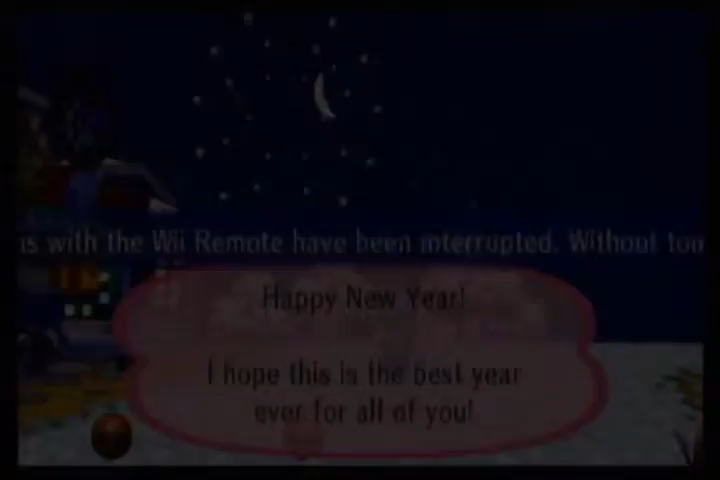 with the Wii Remote have been interrupted. Without
Happy New Year!
I hope this is the best year
ever for all of you!